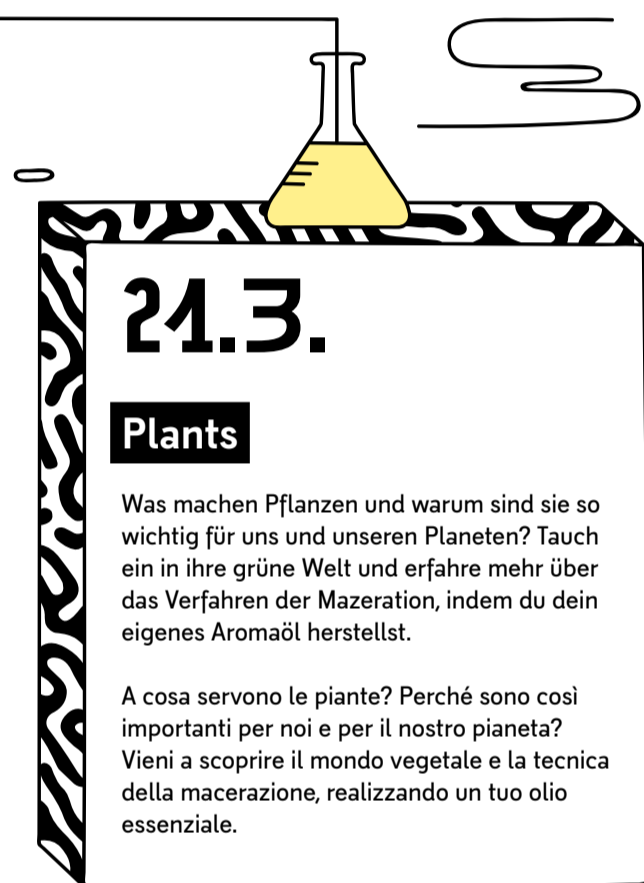 21.3.
Plants
Was machen Pflanzen und warum sind sie so
wichtig für uns und unseren Planeten? Tauch
ein in ihre grüne Welt und erfahre mehr über
das Verfahren der Mazeration, indem du dein
eigenes Aromaöl herstellst.
A cosa servono le piante? Perché sono così
importanti per noi e per il nostro pianeta?
Vieni a scoprire il mondo vegetale e la tecnica
della macerazione, realizzando un tuo olio
essenziale.